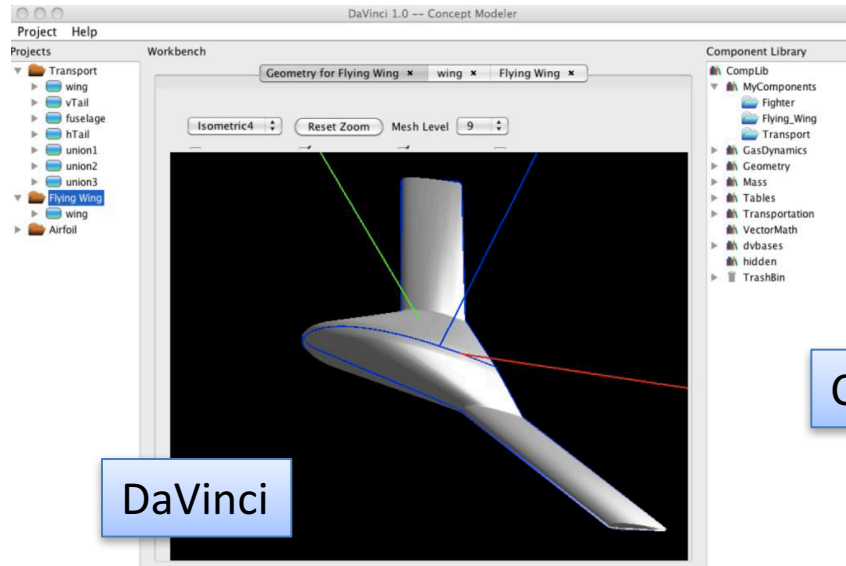 DaVinci 1.0 -- Concept Modeler
Project Help
Projects
Transport
wing
vTail
fuselage
hTail
union1
union2
union3
Flying Wing
wing
Airfoil
Workbench
Geometry for Flying Wing × wing × Flying Wing ×
Isometric4 Reset Zoom Mesh Level 9
Component Library
CompLib
MyComponents
Fighter
Flying_Wing
Transport
GasDynamics
Geometry
Mass
Tables
Transportation
VectorMath
dvbases
hidden
TrashBin
DaVinci